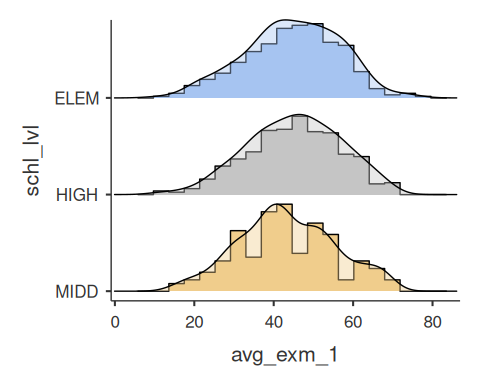 schl_lvl
ELEM
HIGH
MIDD
0 20 40 60 80
avg_exm_1